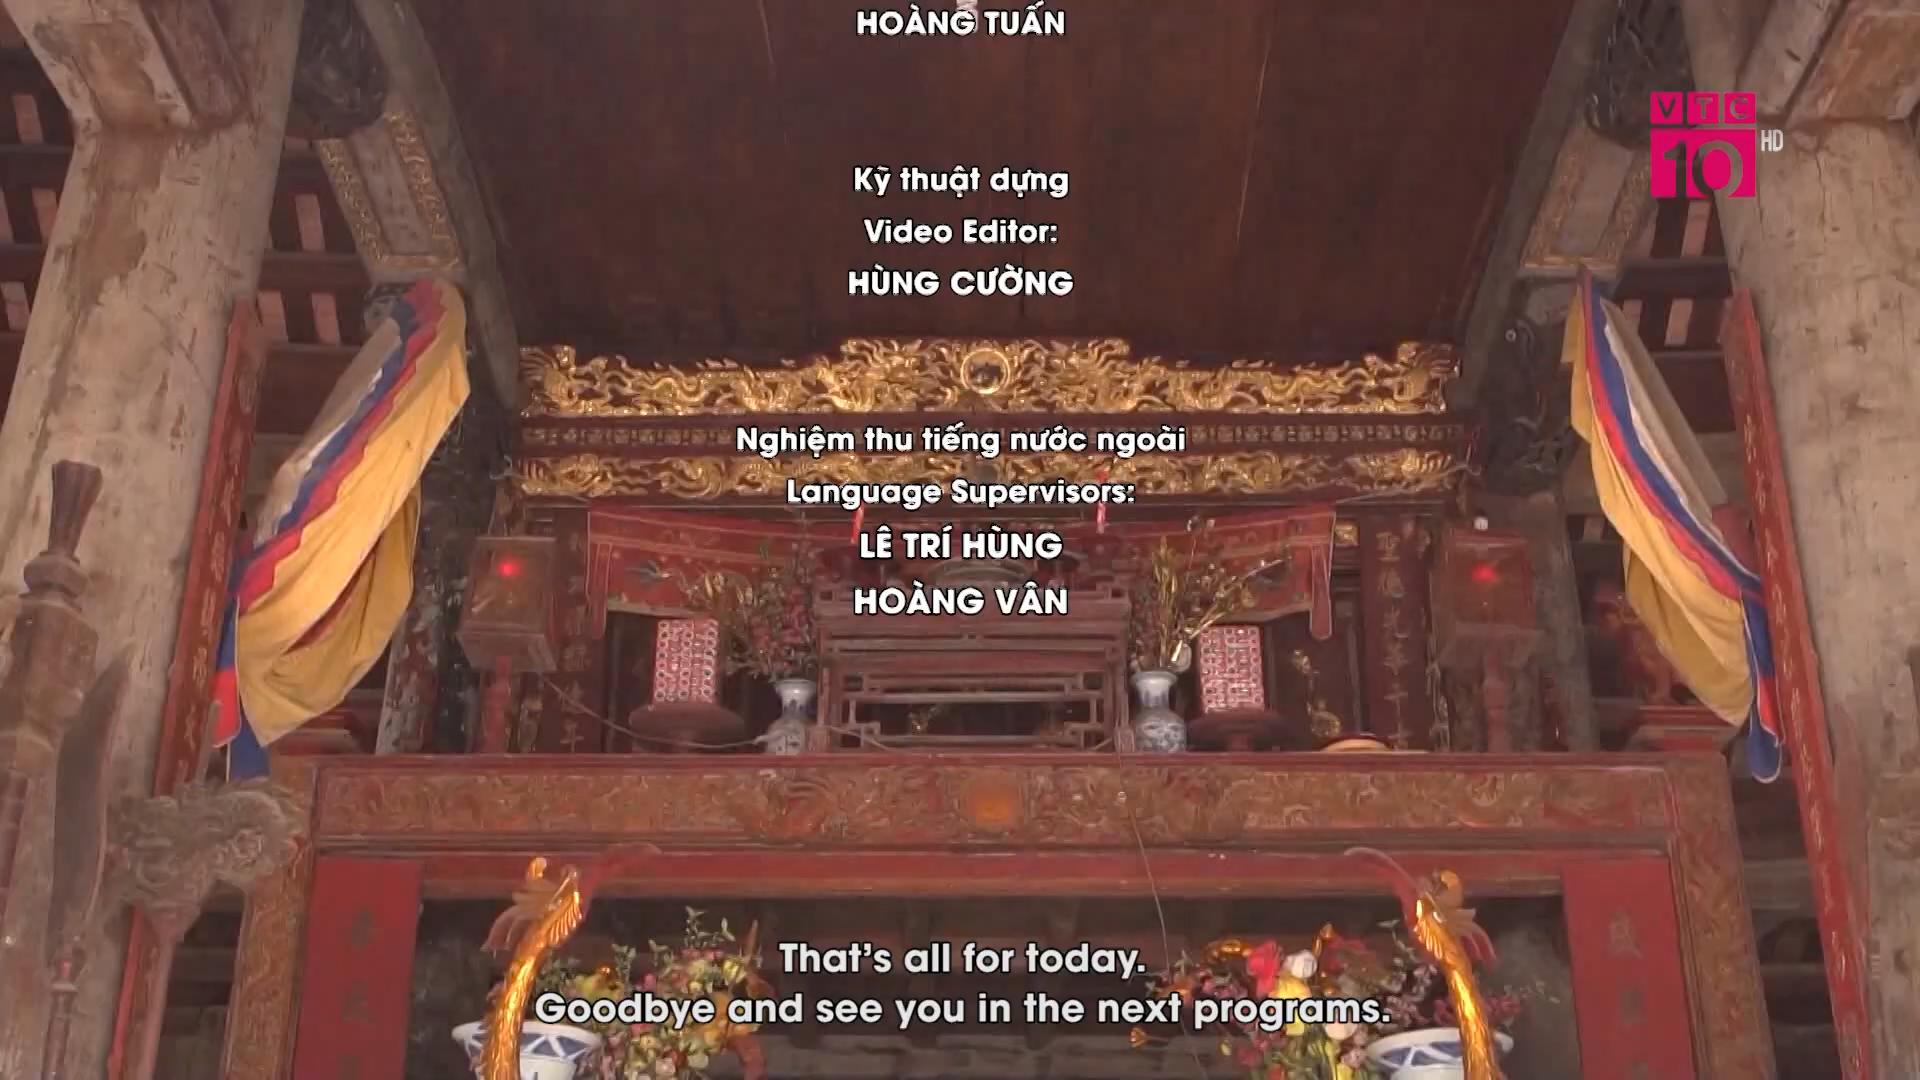 HOÀNG TUẤN
VTC
10 HD
Kỹ thuật dựng
Video Editor:
HÙNG CƯỜNG
Nghiệm thu tiếng nước ngoài
Language Supervisors:
LÊ TRÍ HÙNG
HOÀNG VÂN
That's all for today.
Goodbye and see you in the next programs.